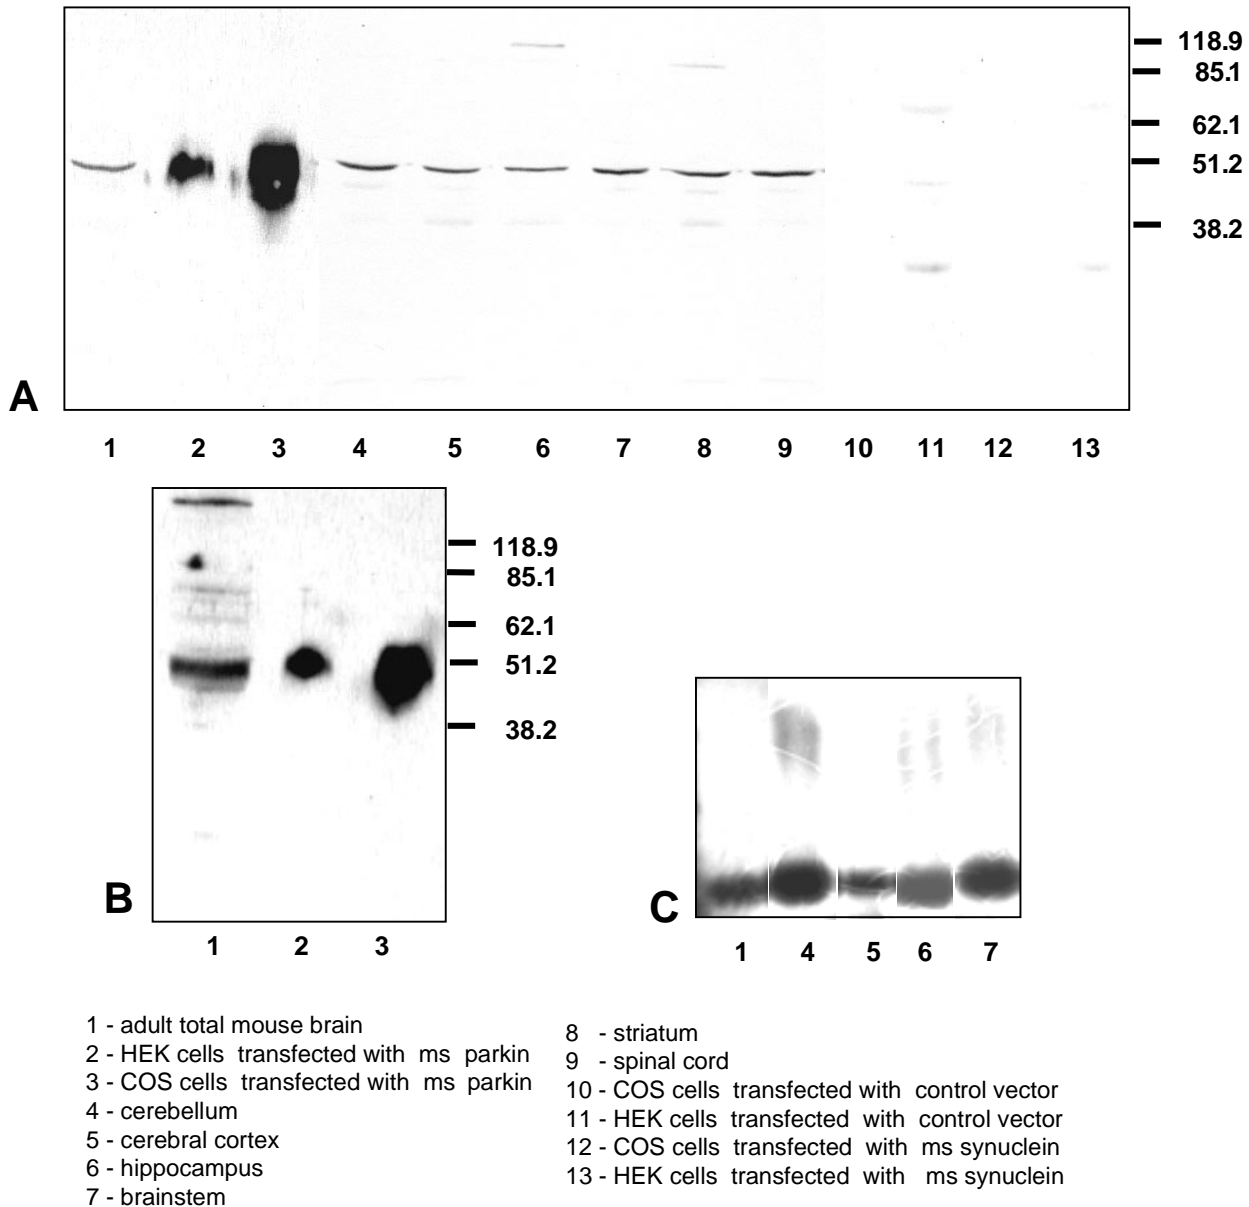 118.9
85.1
62.1
51.2
38.2
A
1 2 3 4 5 6 7 8 9 10 11 12 13
118.9
85.1
62.1
51.2
38.2
B
1 2 3
C
1 4 5 6 7
1 - adult total mouse brain
2 - HEK cells transfected with ms parkin
3 - COS cells transfected with ms parkin
4 - cerebellum
5 - cerebral cortex
6 - hippocampus
7 - brainstem
8 - striatum
9 - spinal cord
10 - COS cells transfected with control vector
11 - HEK cells transfected with control vector
12 - COS cells transfected with ms synuclein
13 - HEK cells transfected with ms synuclein